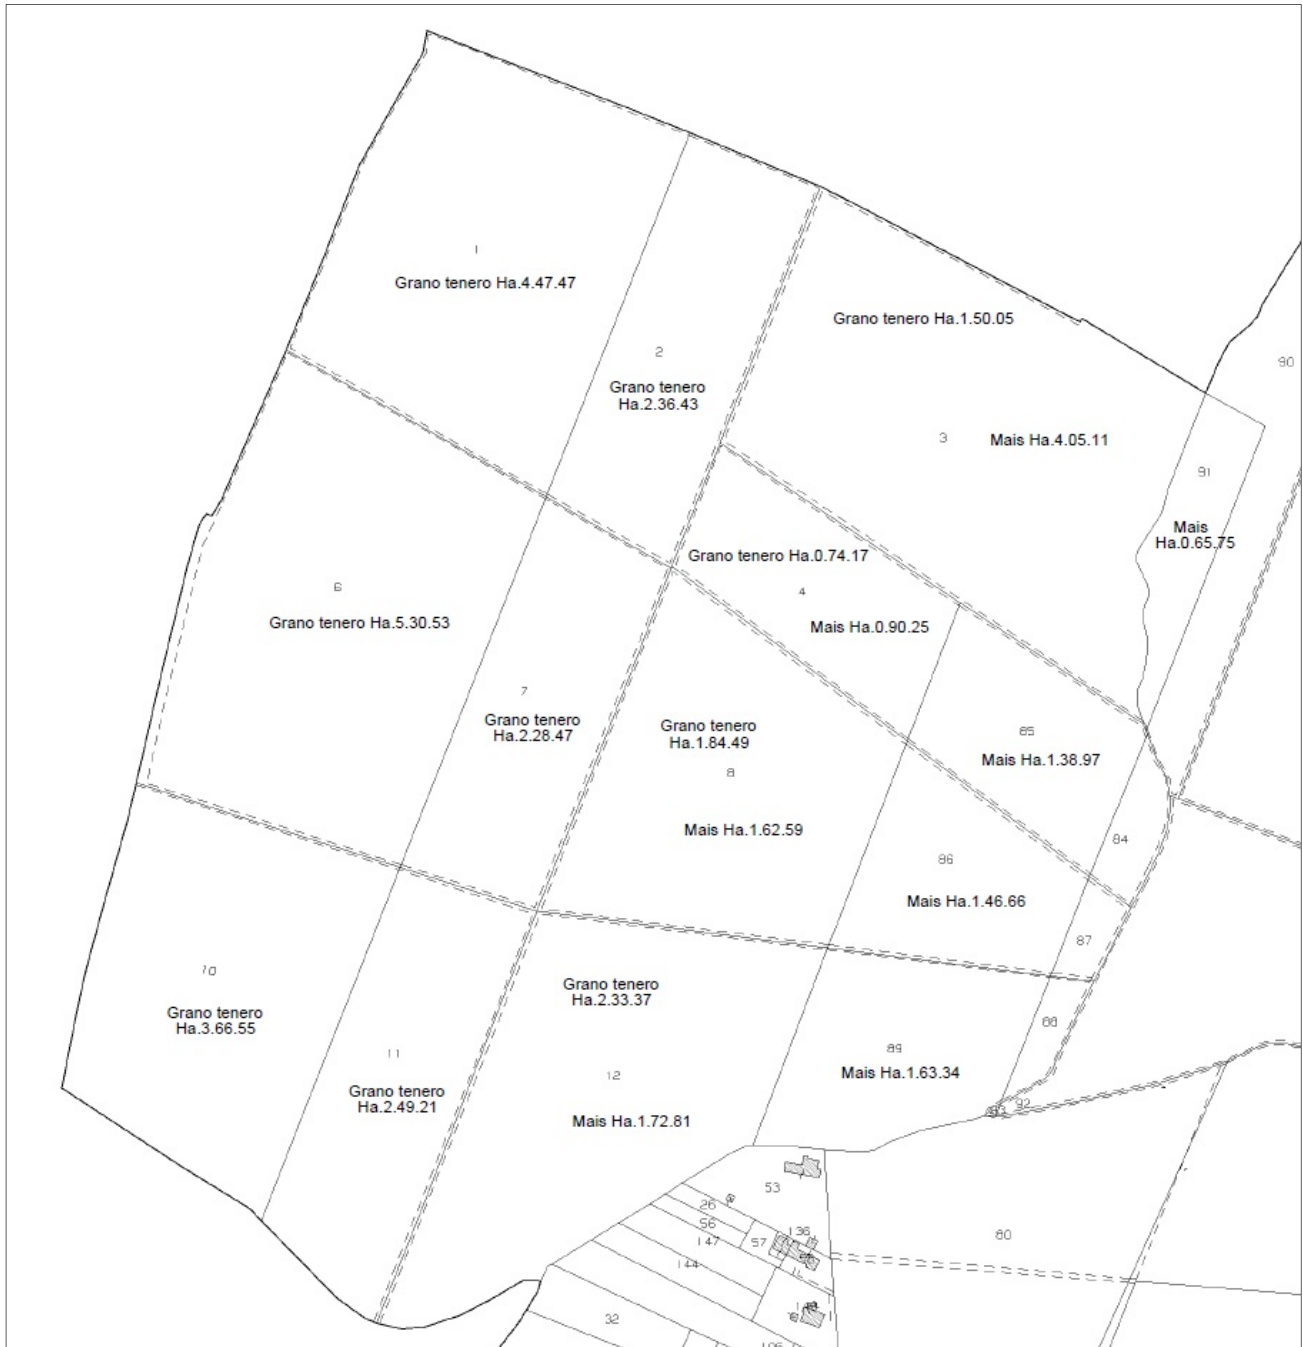 1
Grano tenero Ha.4.47.47
Grano tenero Ha.1.50.05
2
Grano tenero
Ha.2.36.43
90
3
Mais Ha.4.05.11
91
Mais
Ha.0.65.75
Grano tenero Ha.0.74.17
4
Mais Ha.0.90.25
6
Grano tenero Ha.5.30.53
7
Grano tenero
Ha.2.28.47
Grano tenero
Ha.1.84.49
8
Mais Ha.1.62.59
85
Mais Ha.1.38.97
84
86
Mais Ha.1.46.66
87
10
Grano tenero
Ha.3.66.55
Grano tenero
Ha.2.33.37
88
11
Grano tenero
Ha.2.49.21
12
Mais Ha.1.72.81
89
Mais Ha.1.63.34
92
53
26
56
147
57
136
80
144
32